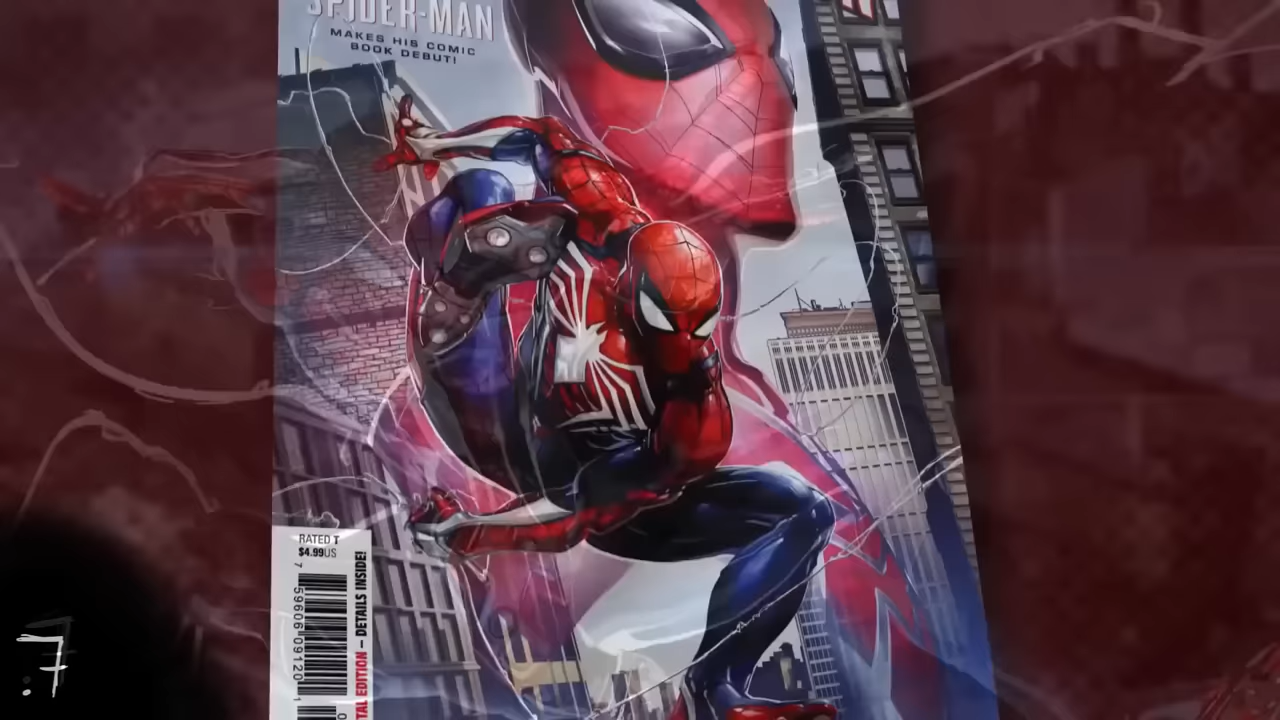 SPIDER-MAN
MAKES HIS COMIC
BOOK DEBUT!
RATED T
$4.99US
TAL EDITION – DETAILS INSIDE!
7 59606 09120 1